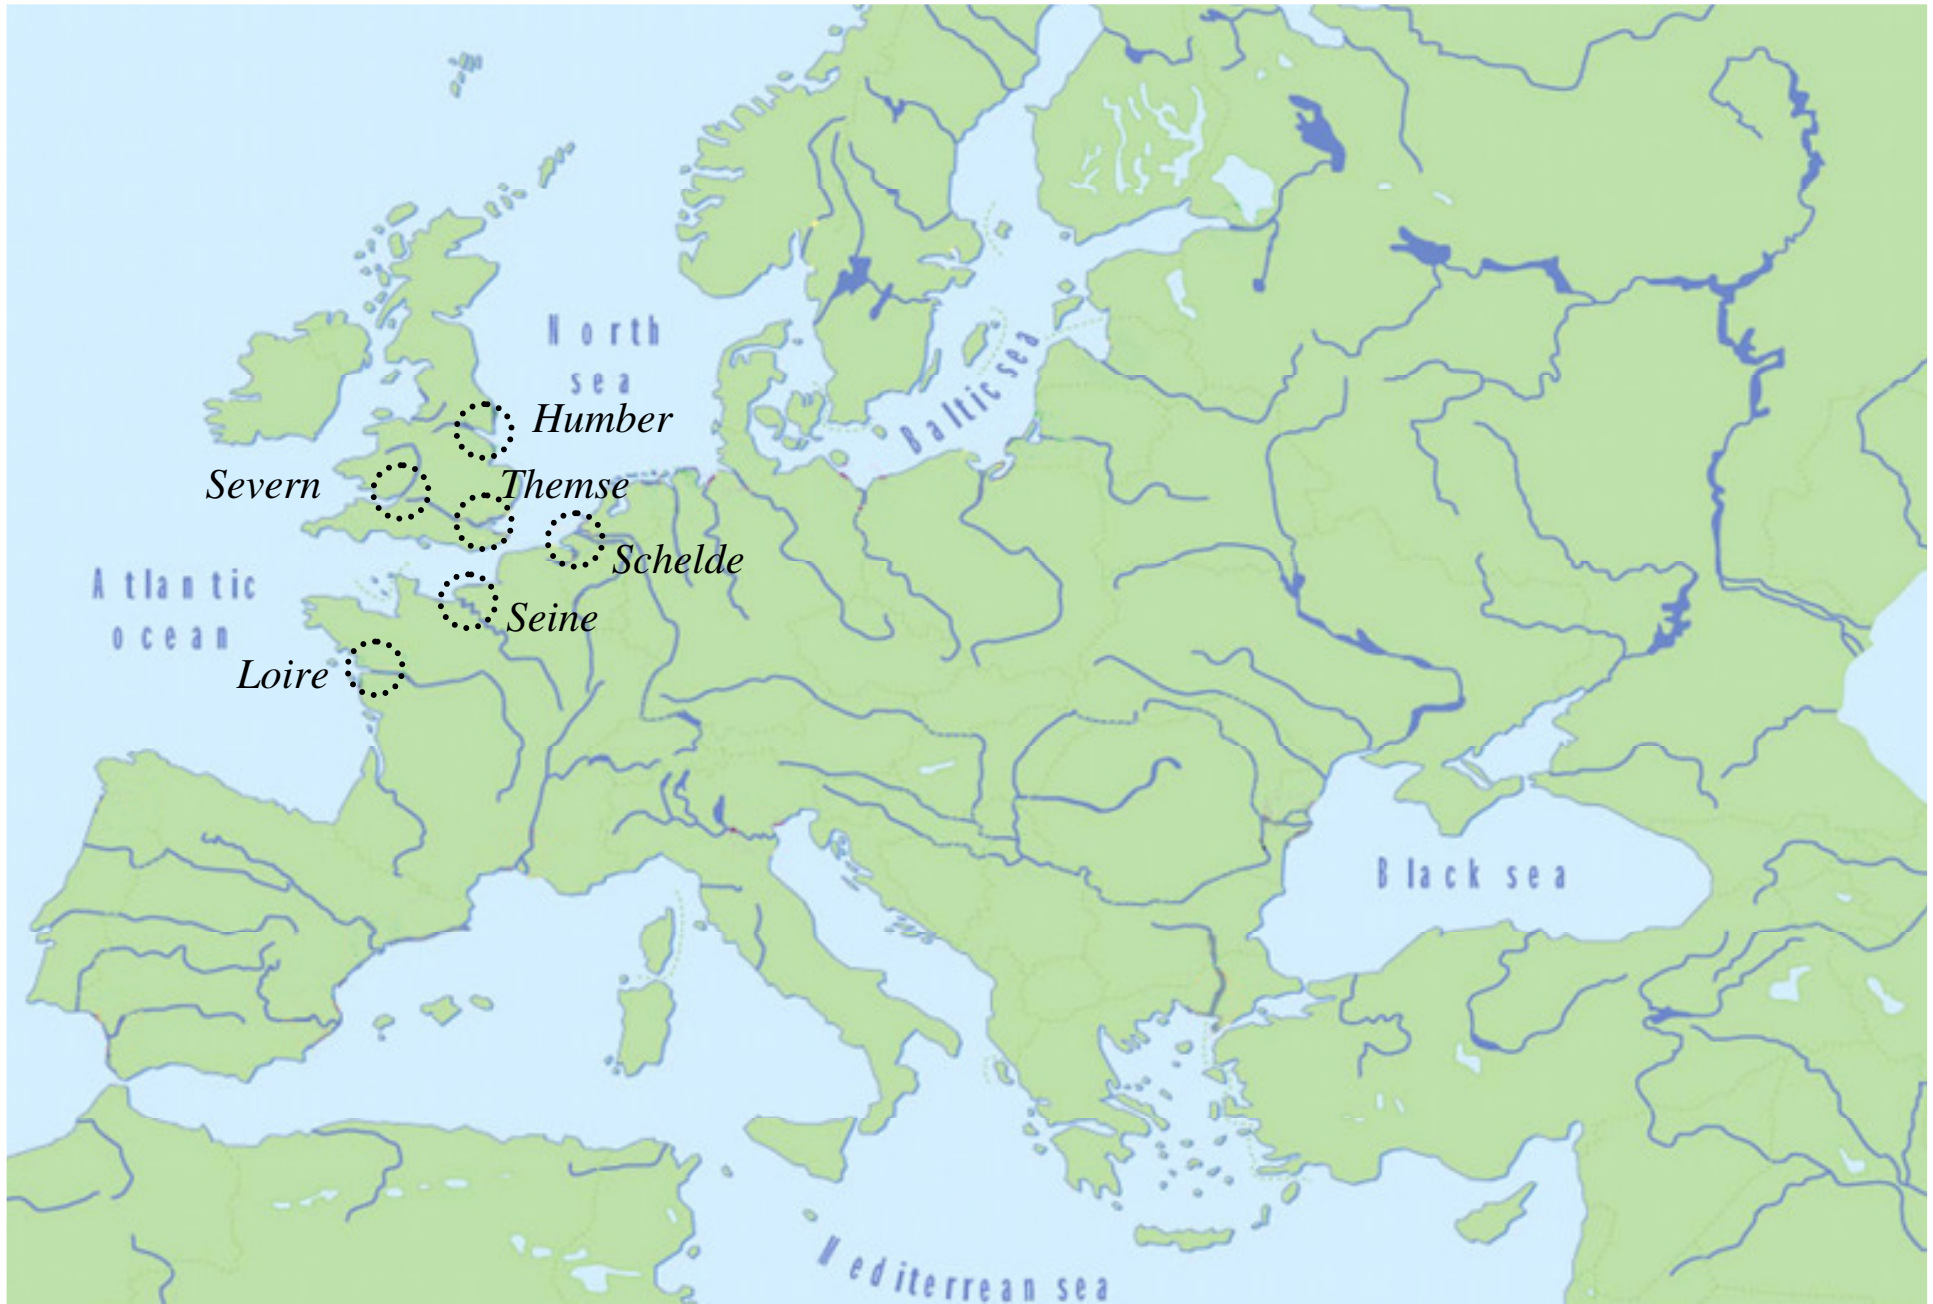 North
sea
Baltic sea
Humber
Severn
Themse
Schelde
Atlantic
ocean
Seine
Loire
Black sea
Mediterrean sea